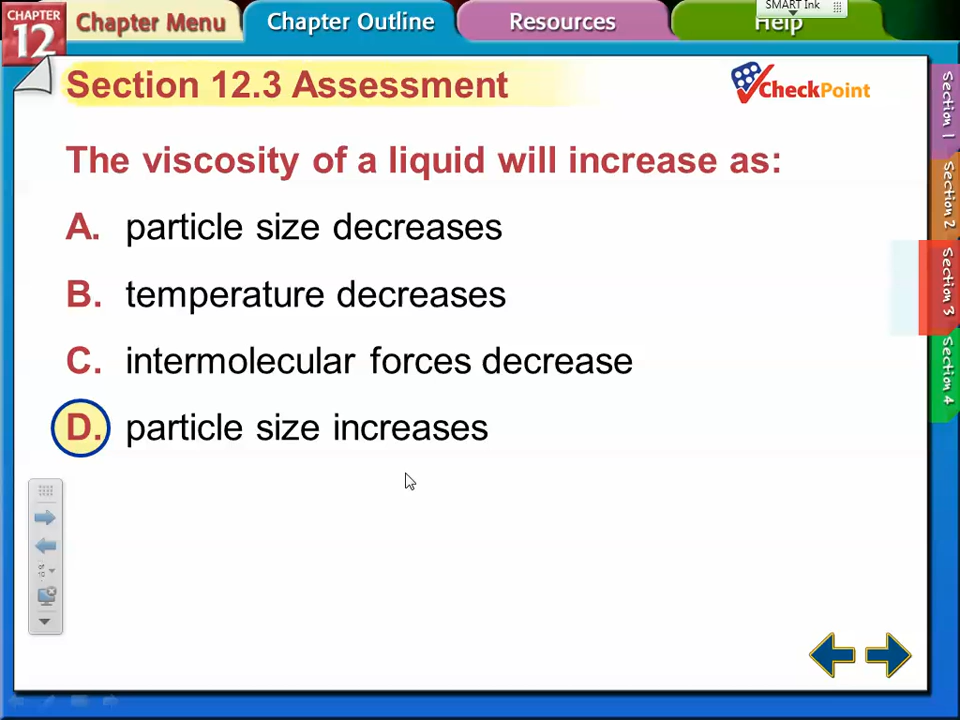 CHAPTER
12
Chapter Menu
Chapter Outline
Resources
Help
SMART Ink
Section 12.3 Assessment
CheckPoint
The viscosity of a liquid will increase as:
A. particle size decreases
B. temperature decreases
C. intermolecular forces decrease
D. particle size increases
Section 1
Section 2
Section 3
Section 4